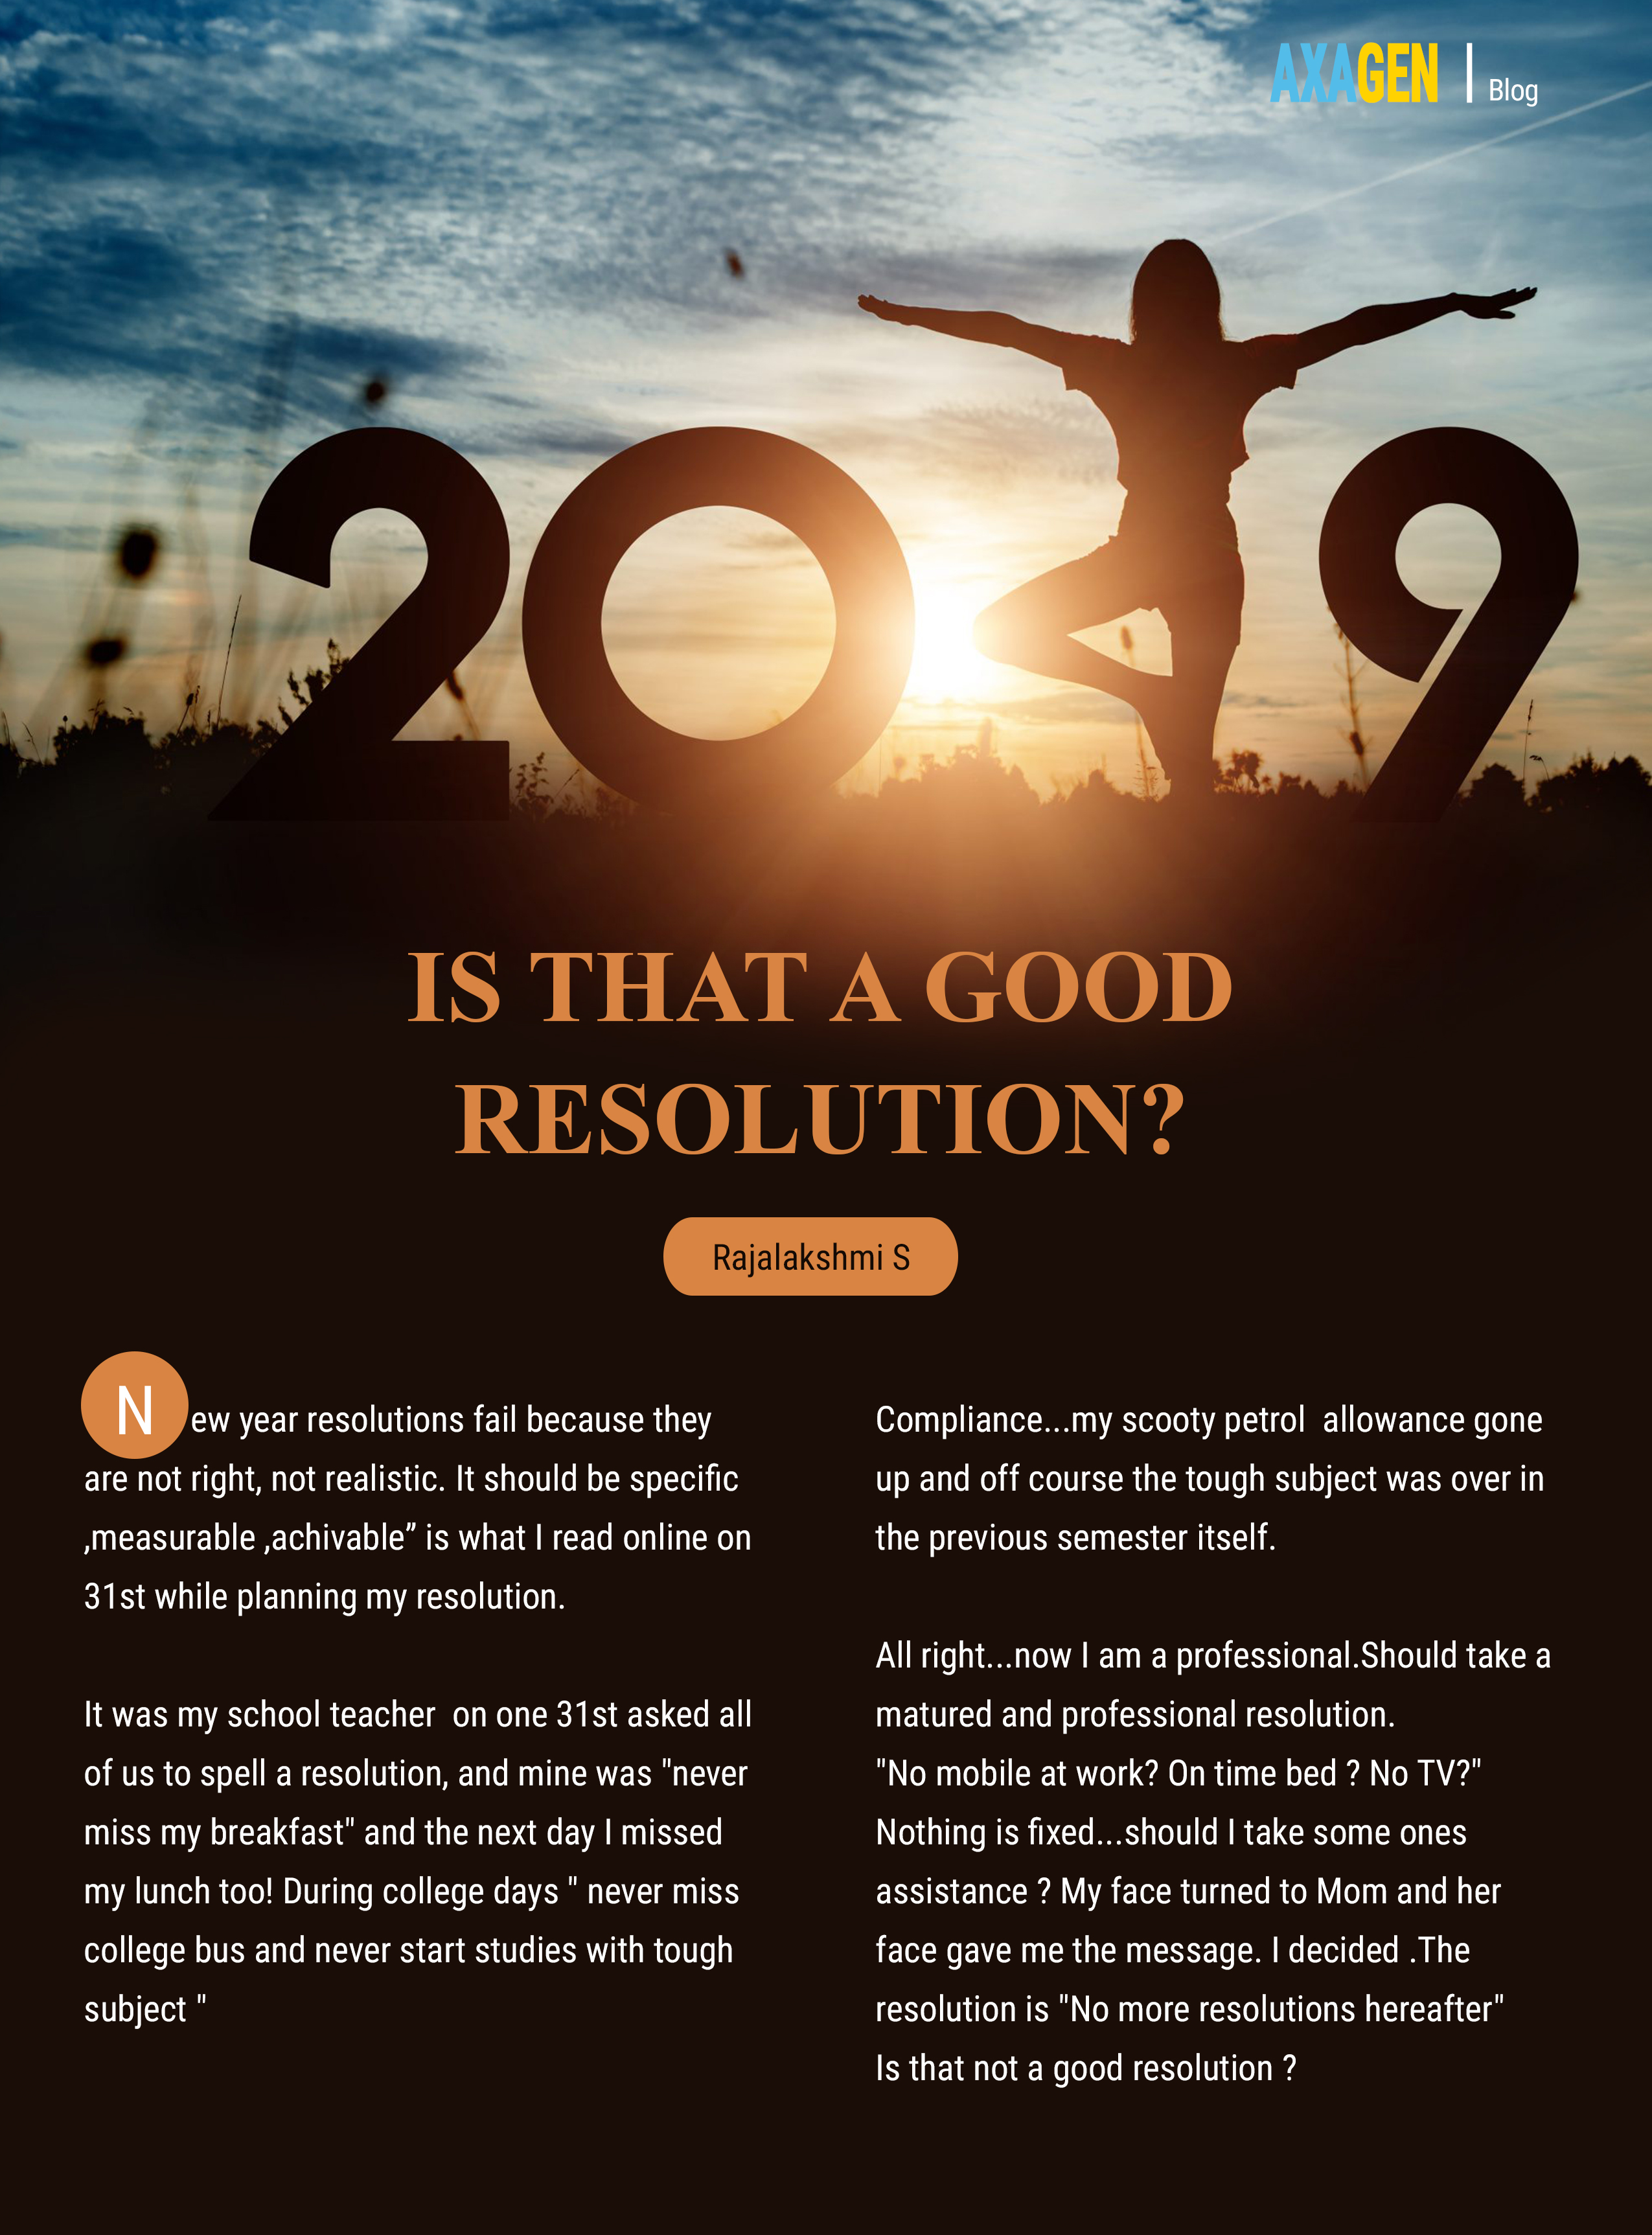 AXAGEN | Blog
2019
IS THAT A GOOD
RESOLUTION?
Rajalakshmi S
New year resolutions fail because they
are not right, not realistic. It should be specific
,measurable ,achivable” is what I read online on
31st while planning my resolution.
It was my school teacher  on one 31st asked all
of us to spell a resolution, and mine was "never
miss my breakfast" and the next day I missed
my lunch too! During college days " never miss
college bus and never start studies with tough
subject "
Compliance...my scooty petrol  allowance gone
up and off course the tough subject was over in
the previous semester itself.
All right...now I am a professional.Should take a
matured and professional resolution.
"No mobile at work? On time bed ? No TV?"
Nothing is fixed...should I take some ones
assistance ? My face turned to Mom and her
face gave me the message. I decided .The
resolution is "No more resolutions hereafter"
Is that not a good resolution ?